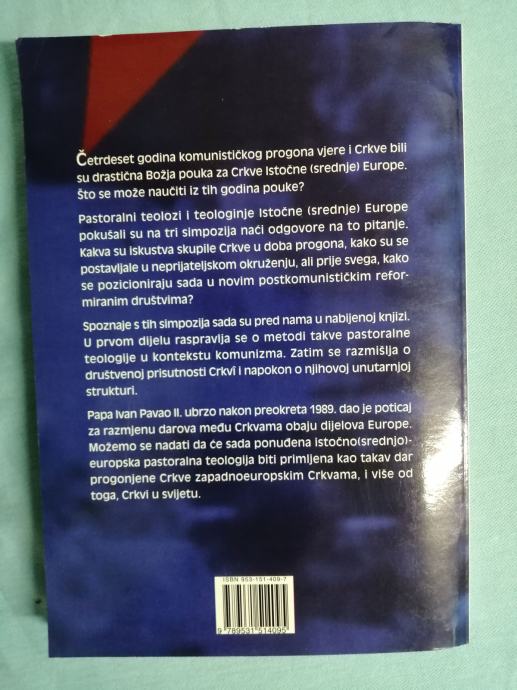 Četrdeset godina komunističkog progona vjere i Crkve bili
su drastična Božja pouka za Crkve Istočne (srednje) Europe.
Što se može naučiti iz tih godina pouke?
Pastoralni teolozi i teologinje Istočne (srednje) Europe
pokušali su na tri simpozija naći odgovore na to pitanje.
Kakva su iskustva skupile Crkve u doba progona, kako su se
postavljale u neprijateljskom okruženju, ali prije svega, kako
se pozicioniraju sada u novim postkomunističkim refor-
miranim društvima?
Spoznaje s tih simpozija sada su pred nama u nabijenoj knjizi.
U prvom dijelu raspravlja se o metodi takve pastoralne
teologije u kontekstu komunizma. Zatim se razmišlja o
društvenoj prisutnosti Crkvî i napokon o njihovoj unutarnjoj
strukturi.
Papa Ivan Pavao II. ubrzo nakon preokreta 1989. dao je poticaj
za razmjenu darova među Crkvama obaju dijelova Europe.
Možemo se nadati da će sada ponuđena istočno(srednjo)-
europska pastoralna teologija biti primljena kao takav dar
progonjene Crkve zapadnoeuropskim Crkvama, i više od
toga, Crkvi u svijetu.
ISBN 953-151-409-7
9 789531 514095